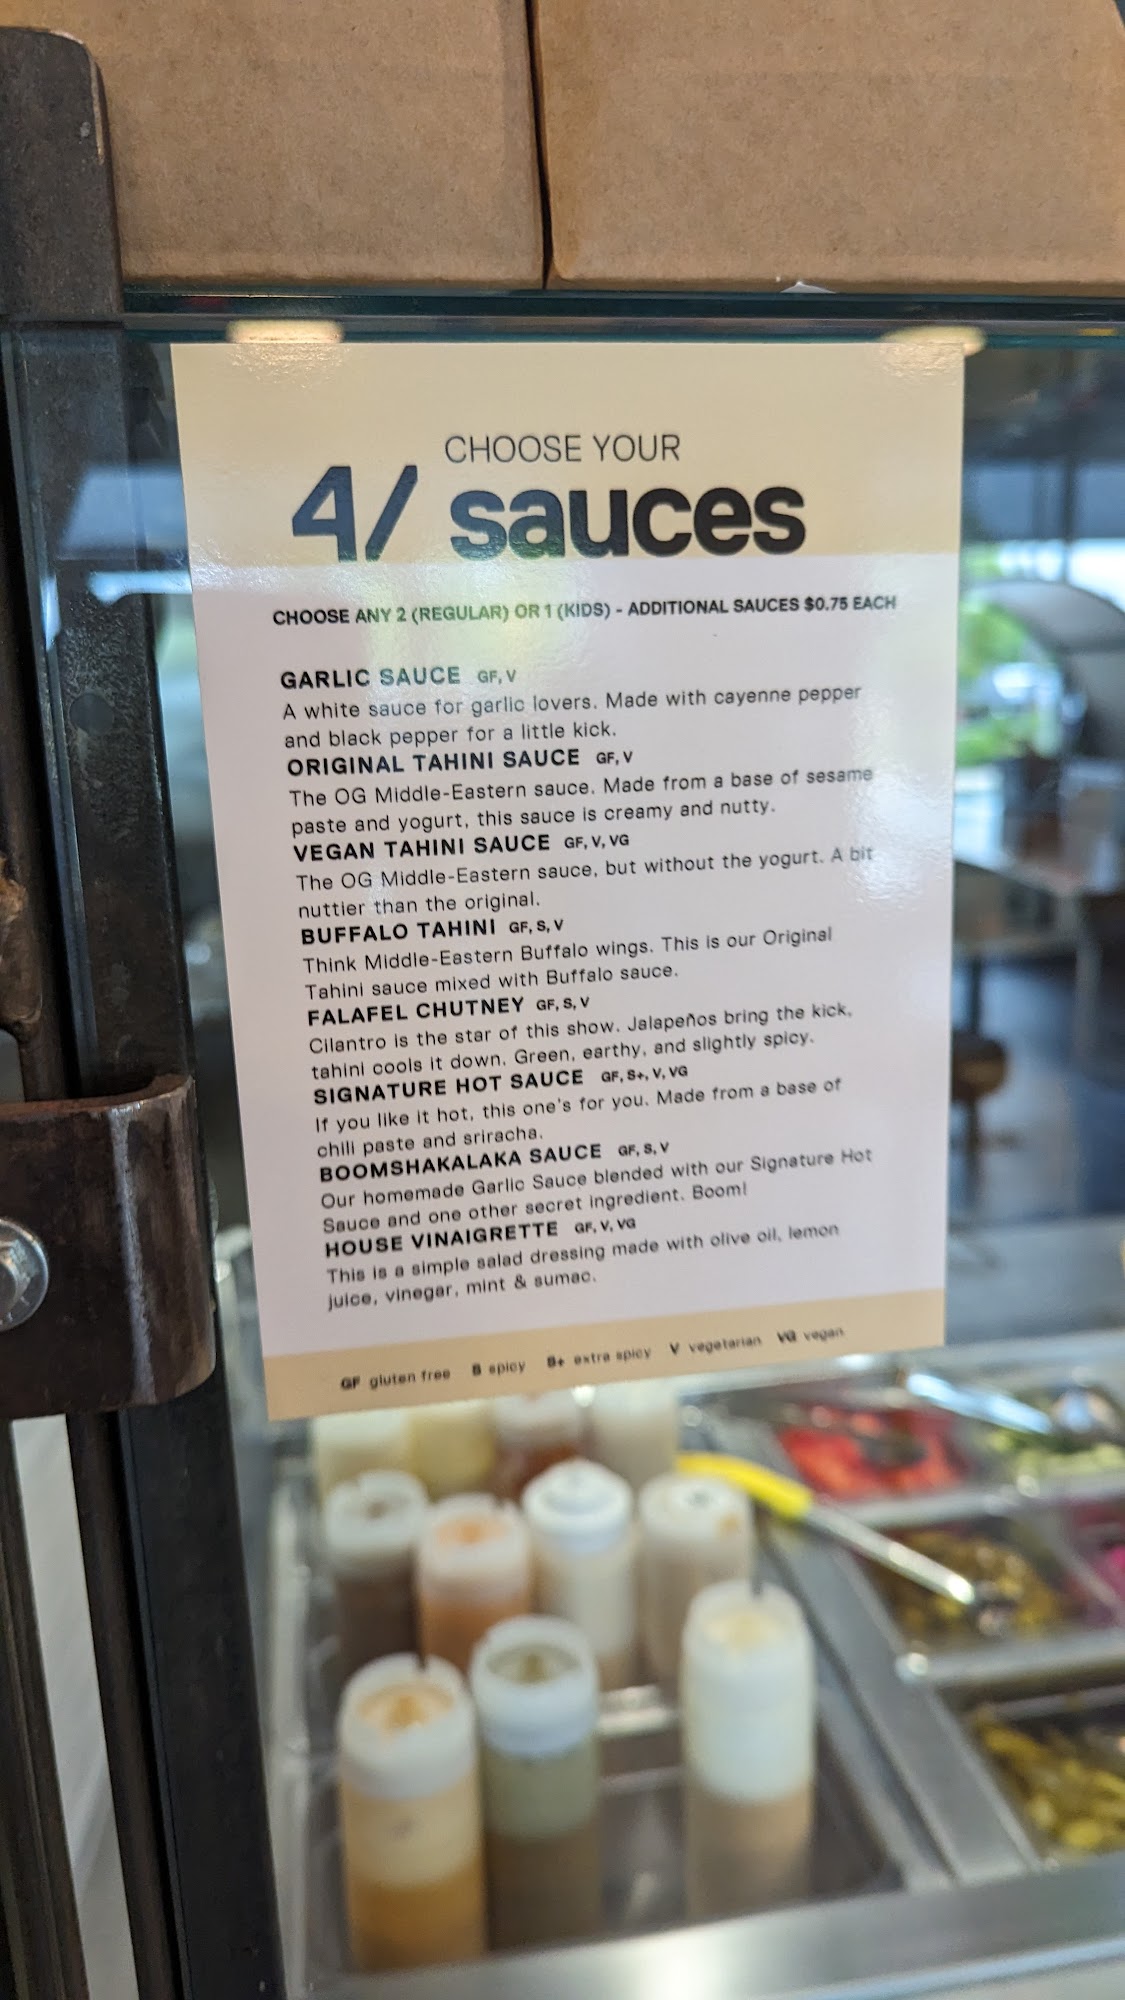 CHOOSE YOUR
4/ sauces
CHOOSE ANY 2 (REGULAR) OR 1 (KIDS) - ADDITIONAL SAUCES $0.75 EACH
GARLIC SAUCE GF, V
A white sauce for garlic lovers. Made with cayenne pepper
and black pepper for a little kick.
ORIGINAL TAHINI SAUCE GF, V
The OG Middle-Eastern sauce. Made from a base of sesame
paste and yogurt, this sauce is creamy and nutty.
VEGAN TAHINI SAUCE GF, V, VG
The OG Middle-Eastern sauce, but without the yogurt. A bit
nuttier than the original.
BUFFALO TAHINI GF, S, V
Think Middle-Eastern Buffalo wings. This is our Original
Tahini sauce mixed with Buffalo sauce.
FALAFEL CHUTNEY GF, S, V
Cilantro is the star of this show. Jalapeños bring the kick,
tahini cools it down. Green, earthy, and slightly spicy.
SIGNATURE HOT SAUCE GF, S+, V, VG
If you like it hot, this one's for you. Made from a base of
chili paste and sriracha.
BOOMSHAKALAKA SAUCE GF, S, V
Our homemade Garlic Sauce blended with our Signature Hot
Sauce and one other secret ingredient. Boom!
HOUSE VINAIGRETTE GF, V, VG
This is a simple salad dressing made with olive oil, lemon
juice, vinegar, mint & sumac.
GF gluten free S spicy S+ extra spicy V vegetarian VG vegan